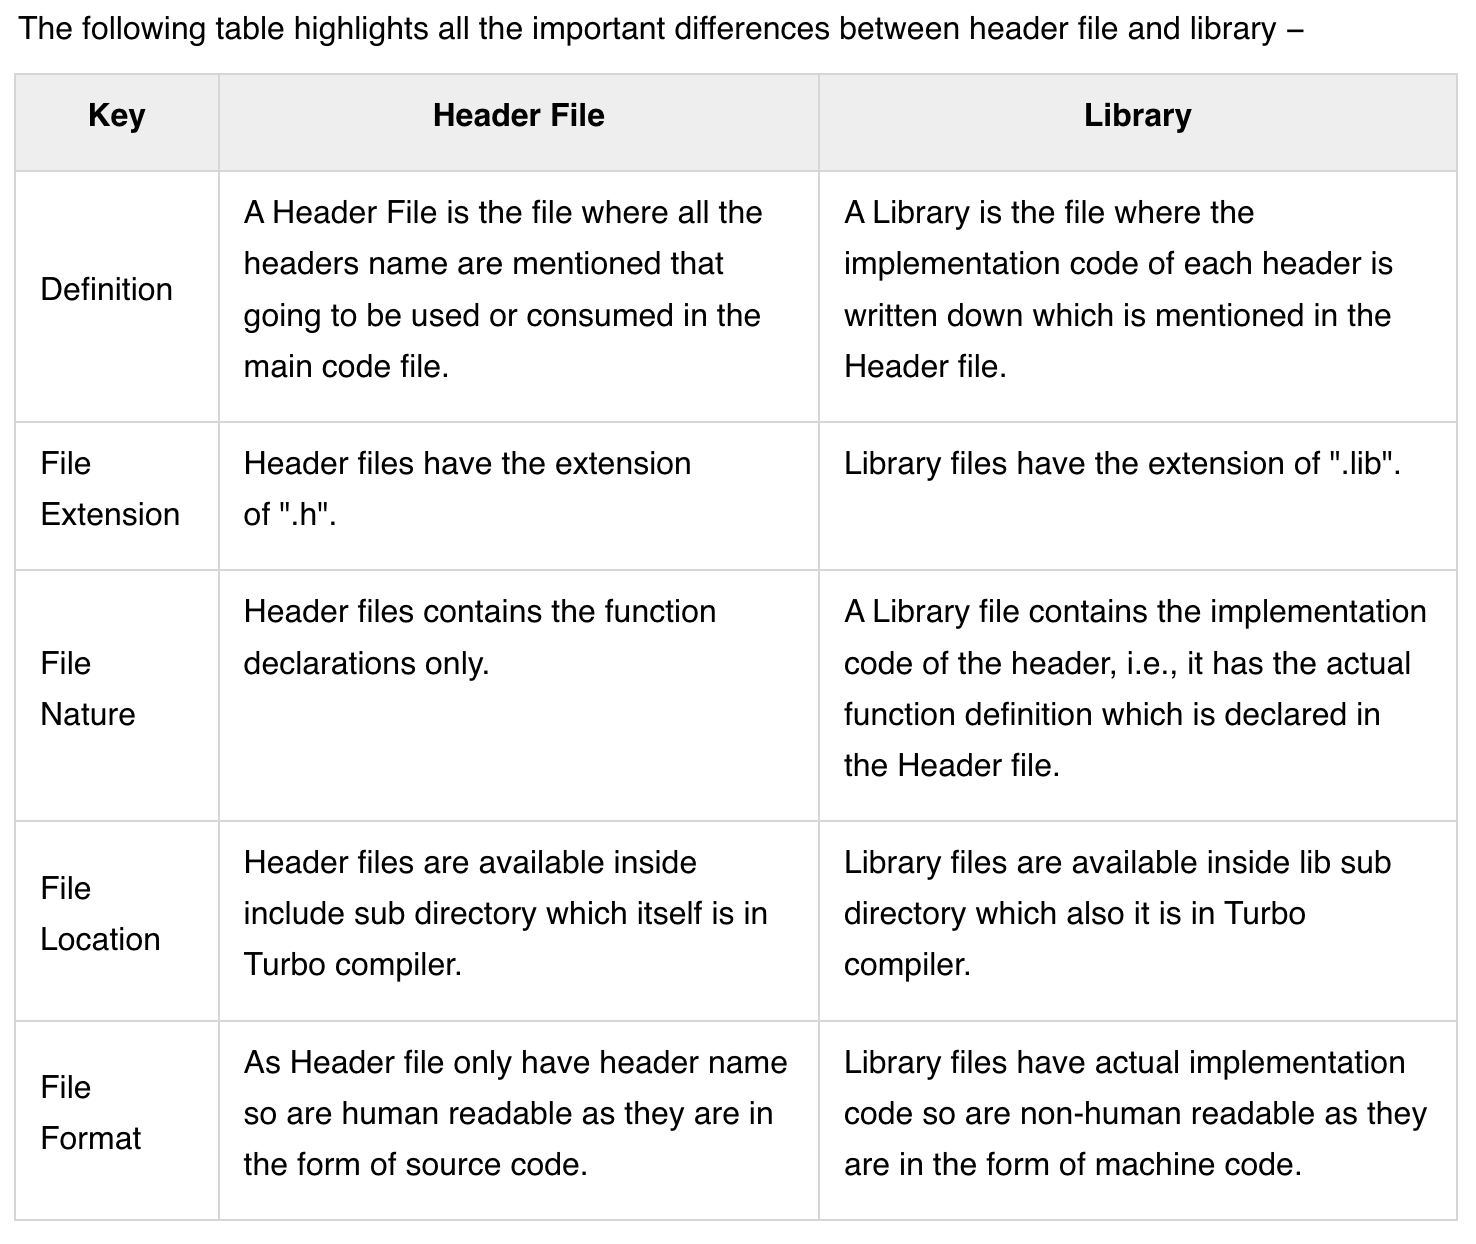 The following table highlights all the important differences between header file and library –
Key
Header File
Library
Definition
A Header File is the file where all the
headers name are mentioned that
going to be used or consumed in the
main code file.
A Library is the file where the
implementation code of each header is
written down which is mentioned in the
Header file.
File
Extension
Header files have the extension
of ".h".
Library files have the extension of ".lib".
File
Nature
Header files contains the function
declarations only.
A Library file contains the implementation
code of the header, i.e., it has the actual
function definition which is declared in
the Header file.
File
Location
Header files are available inside
include sub directory which itself is in
Turbo compiler.
Library files are available inside lib sub
directory which also it is in Turbo
compiler.
File
Format
As Header file only have header name
so are human readable as they are in
the form of source code.
Library files have actual implementation
code so are non-human readable as they
are in the form of machine code.